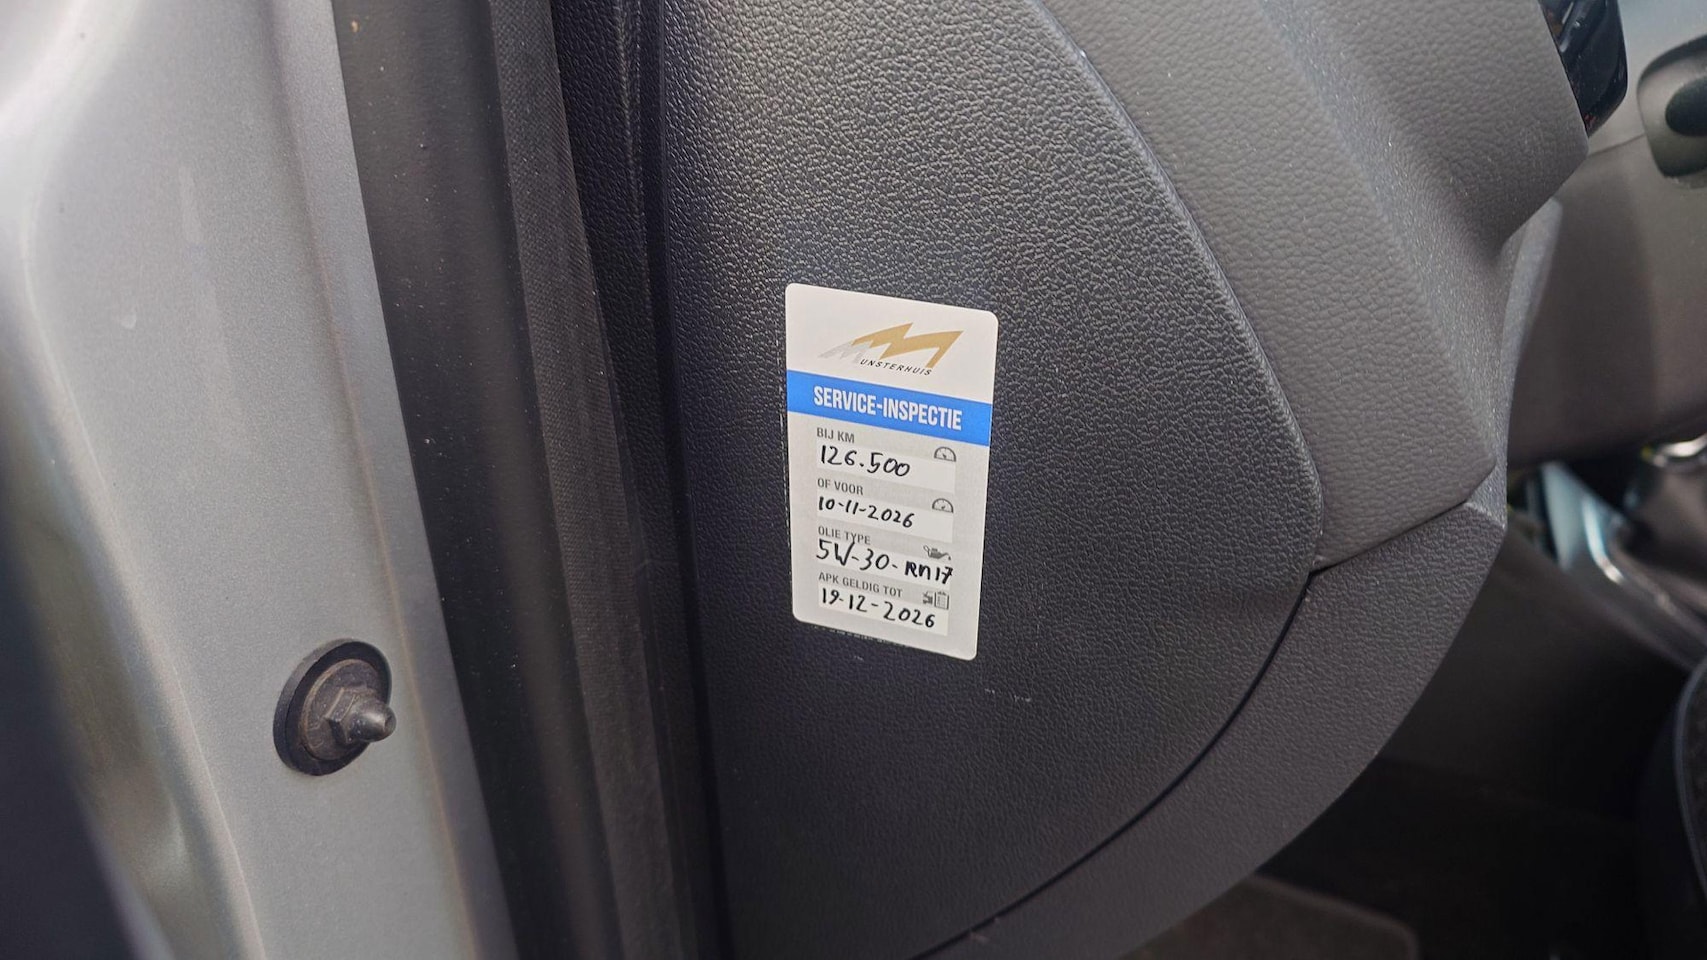 MUNSTERHUIS
SERVICE-INSPECTIE
BIJ KM
126.500
OF VOOR
10-11-2026
OLIE TYPE
5W-30-RN17
APK GELDIG TOT
19-12-2026